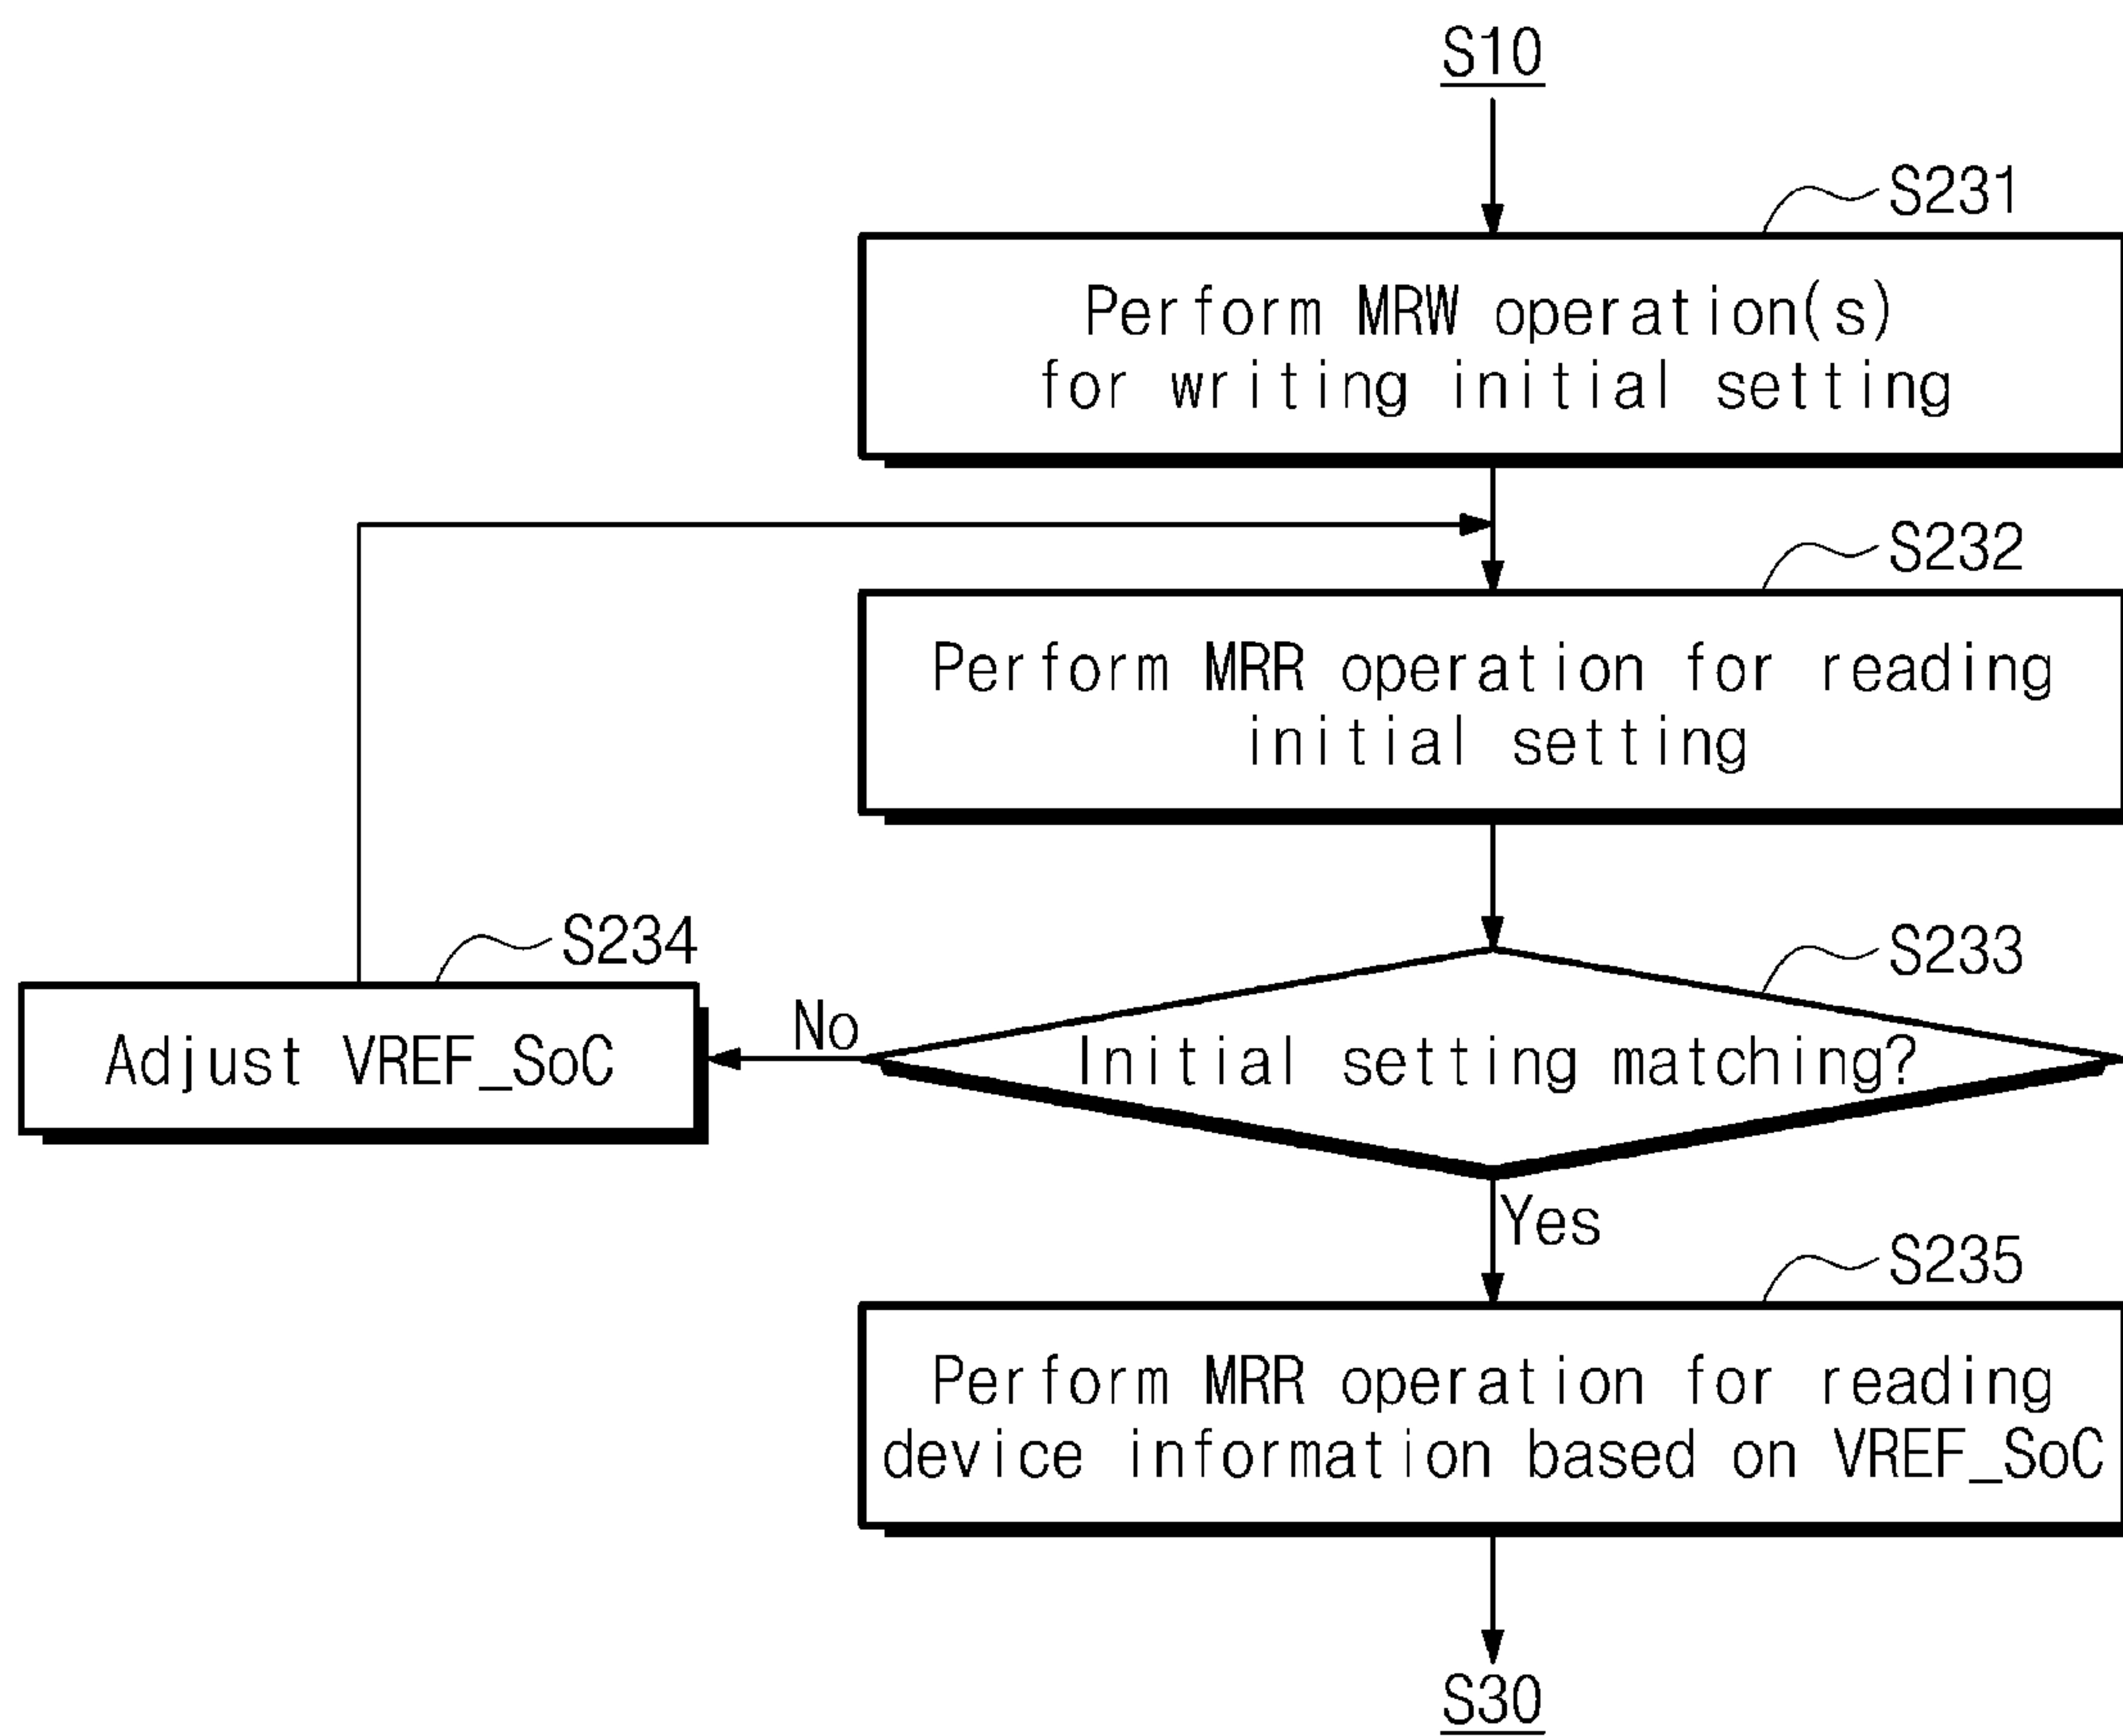 S10
S231
Perform MRW operation(s)
for writing initial setting
S232
Perform MRR operation for reading
initial setting
S234
Adjust VREF_SoC
No
S233
Initial setting matching?
Yes
S235
Perform MRR operation for reading
device information based on VREF_SoC
S30